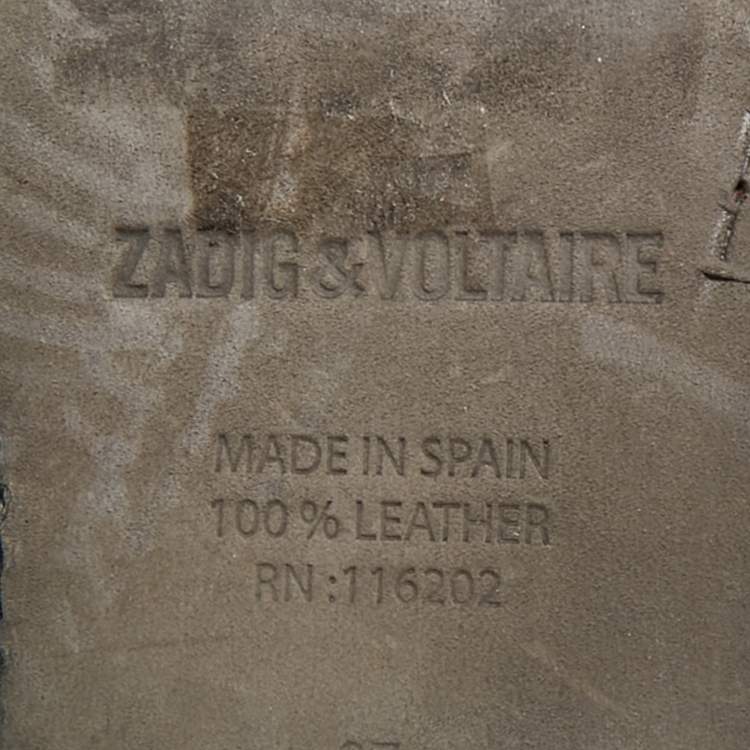 ZADIG & VOLTAIRE
MADE IN SPAIN
100 % LEATHER
RN :116202